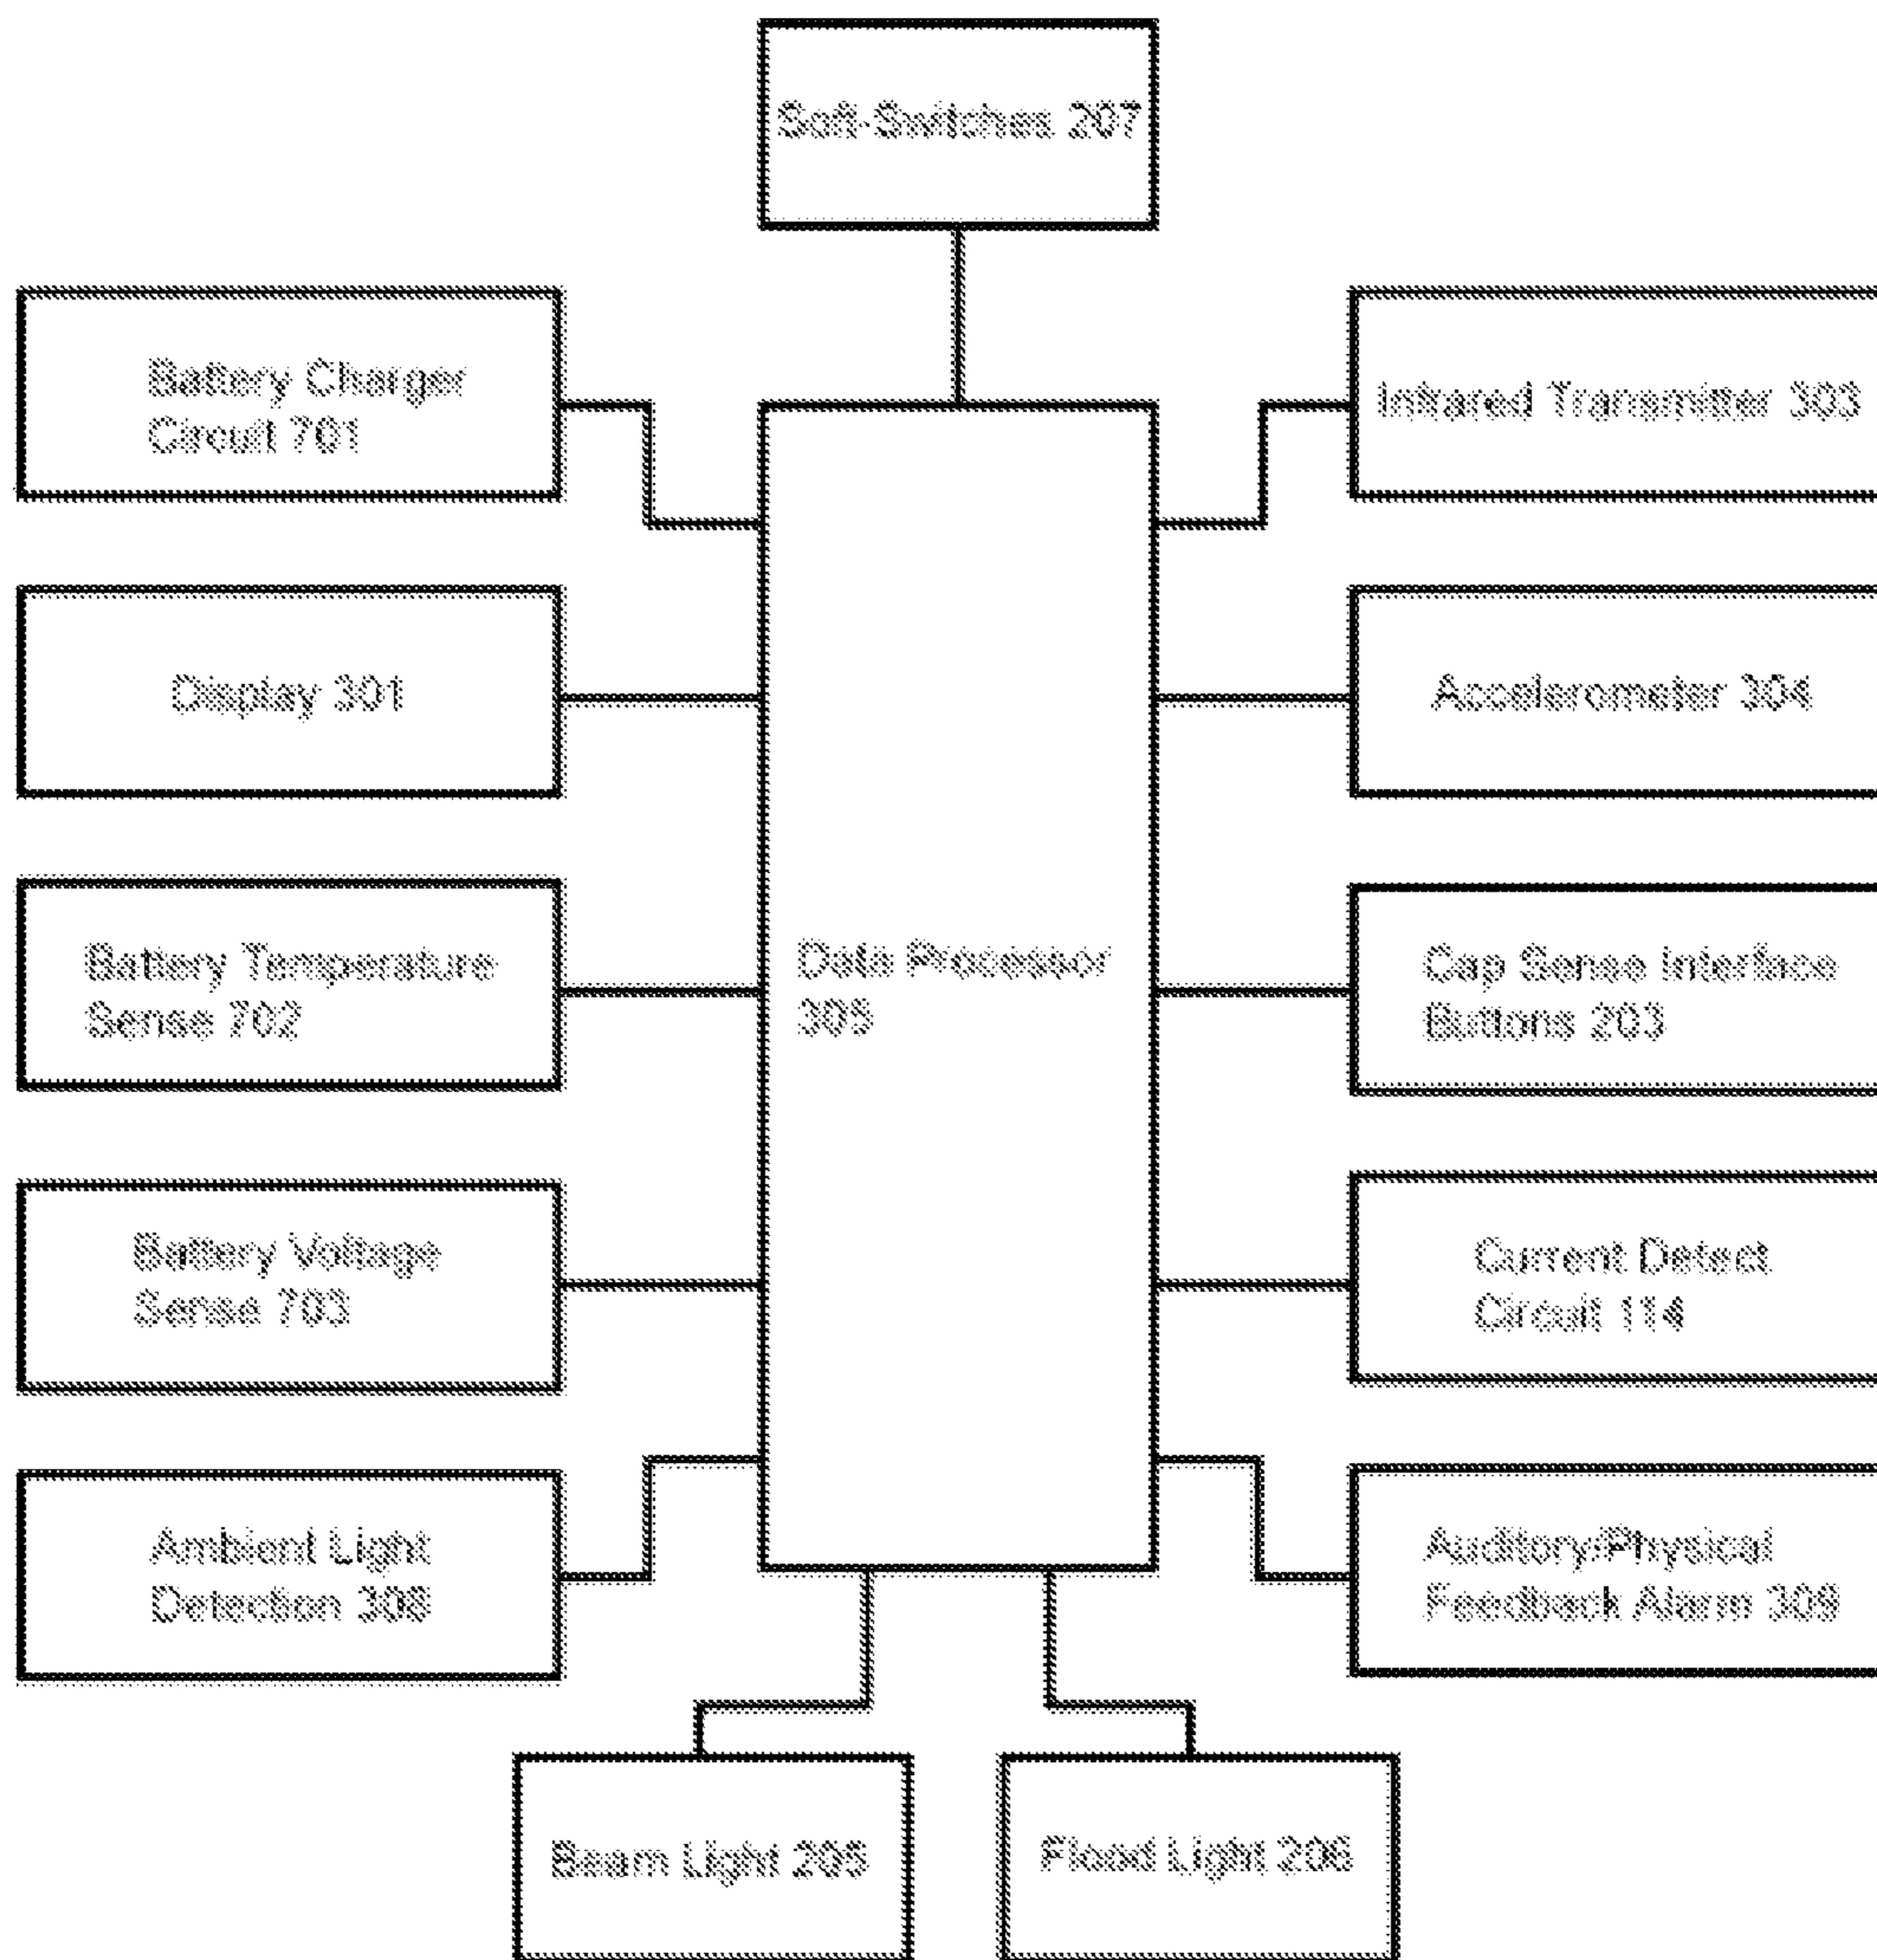 Soft-Switches 207
Battery Charger
Circuit 701
Infrared Transmitter 303
Display 301
Accelerometer 304
Battery Temperature
Sense 702
Data Processor
305
Cap Sense Interface
Buttons 203
Battery Voltage
Sense 703
Current Detect
Circuit 114
Ambient Light
Detection 308
Auditory/Physical
Feedback Alarm 309
Beam Light 205
Flood Light 206